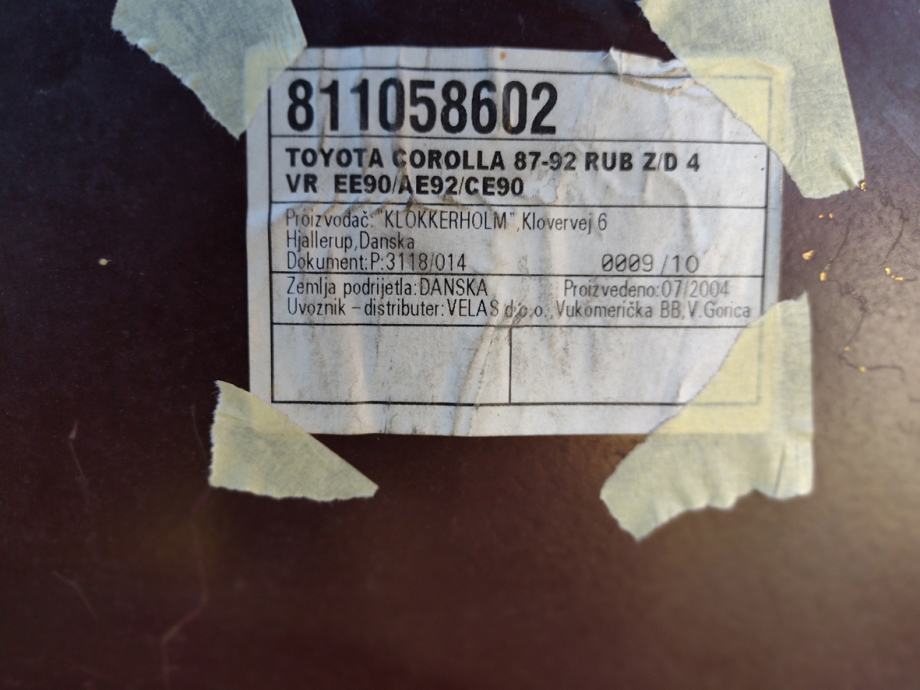 811058602
TOYOTA COROLLA 87-92 RUB Z/D 4
VR EE90/AE92/CE90
Proizvođač: "KLOKKERHOLM", Klovervej 6
Hjallerup,Danska
Dokument:P:3118/014 0009/10
Zemlja podrijetla:DANSKA Proizvedeno:07/2004
Uvoznik – distributer:VELAS d.o.o., Vukomerička BB,V.Gorica